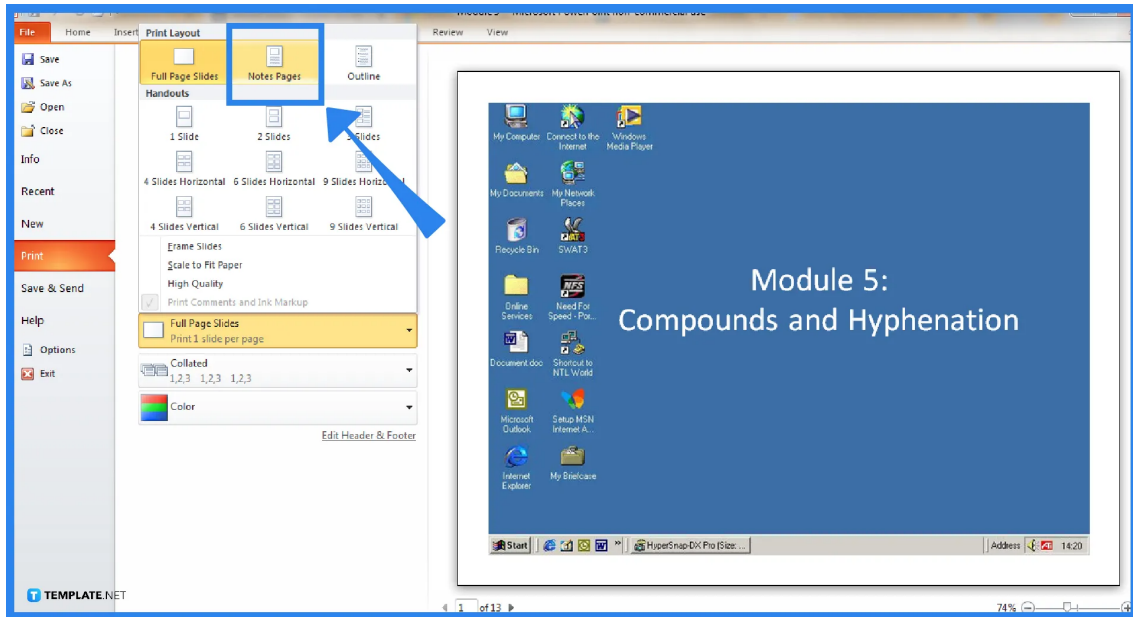 File Home Insert Review View
Save
Save As
Open
Close
Info
Recent
New
Print
Save & Send
Help
Options
Exit
Print Layout
Full Page Slides Notes Pages Outline
Handouts
1 Slide 2 Slides Slides
4 Slides Horizontal 6 Slides Horizontal 9 Slides
4 Slides Vertical 6 Slides Vertical 9 Slides Vertical
Frame Slides
Scale to Fit Paper
High Quality
Print Comments and Ink Markup
Full Page Slides
Print 1 slide per page
Collated
1,2,3 1,2,3 1,2,3
Color
Edit Header & Footer
My Computer
Connect to the
Internet
Windows
Media Player
My Documents
My Network
Places
Recycle Bin
SWAT3
Online
Services
Need For
Speed - Por...
Document.doc
Shortcut to
NTL World
Microsoft
Outlook
Setup MSN
Internet A...
Internet
Explorer
My Briefcase
Module 5:
Compounds and Hyphenation
Start HyperSnap-DX Pro (Size: ... Address 14:20
TEMPLATE.NET
1 of 13 74%